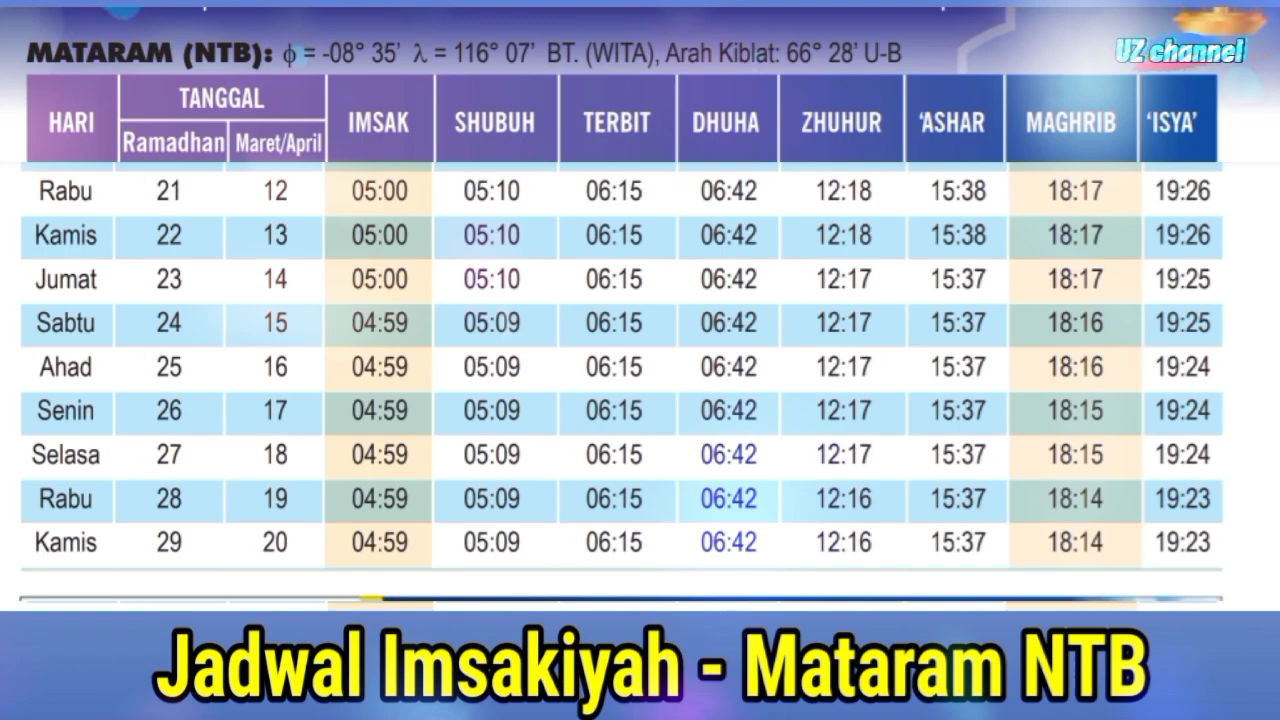 MATARAM (NTB): ϕ = -08° 35' λ = 116° 07' BT. (WITA), Arah Kiblat: 66° 28' U-B
UZ channel
HARI TANGGAL IMSAK SHUBUH TERBIT DHUHA ZHUHUR 'ASHAR MAGHRIB 'ISYA'
Ramadhan Maret/April
Rabu 21 12 05:00 05:10 06:15 06:42 12:18 15:38 18:17 19:26
Kamis 22 13 05:00 05:10 06:15 06:42 12:18 15:38 18:17 19:26
Jumat 23 14 05:00 05:10 06:15 06:42 12:17 15:37 18:17 19:25
Sabtu 24 15 04:59 05:09 06:15 06:42 12:17 15:37 18:16 19:25
Ahad 25 16 04:59 05:09 06:15 06:42 12:17 15:37 18:16 19:24
Senin 26 17 04:59 05:09 06:15 06:42 12:17 15:37 18:15 19:24
Selasa 27 18 04:59 05:09 06:15 06:42 12:17 15:37 18:15 19:24
Rabu 28 19 04:59 05:09 06:15 06:42 12:16 15:37 18:14 19:23
Kamis 29 20 04:59 05:09 06:15 06:42 12:16 15:37 18:14 19:23
Jadwal Imsakiyah - Mataram NTB